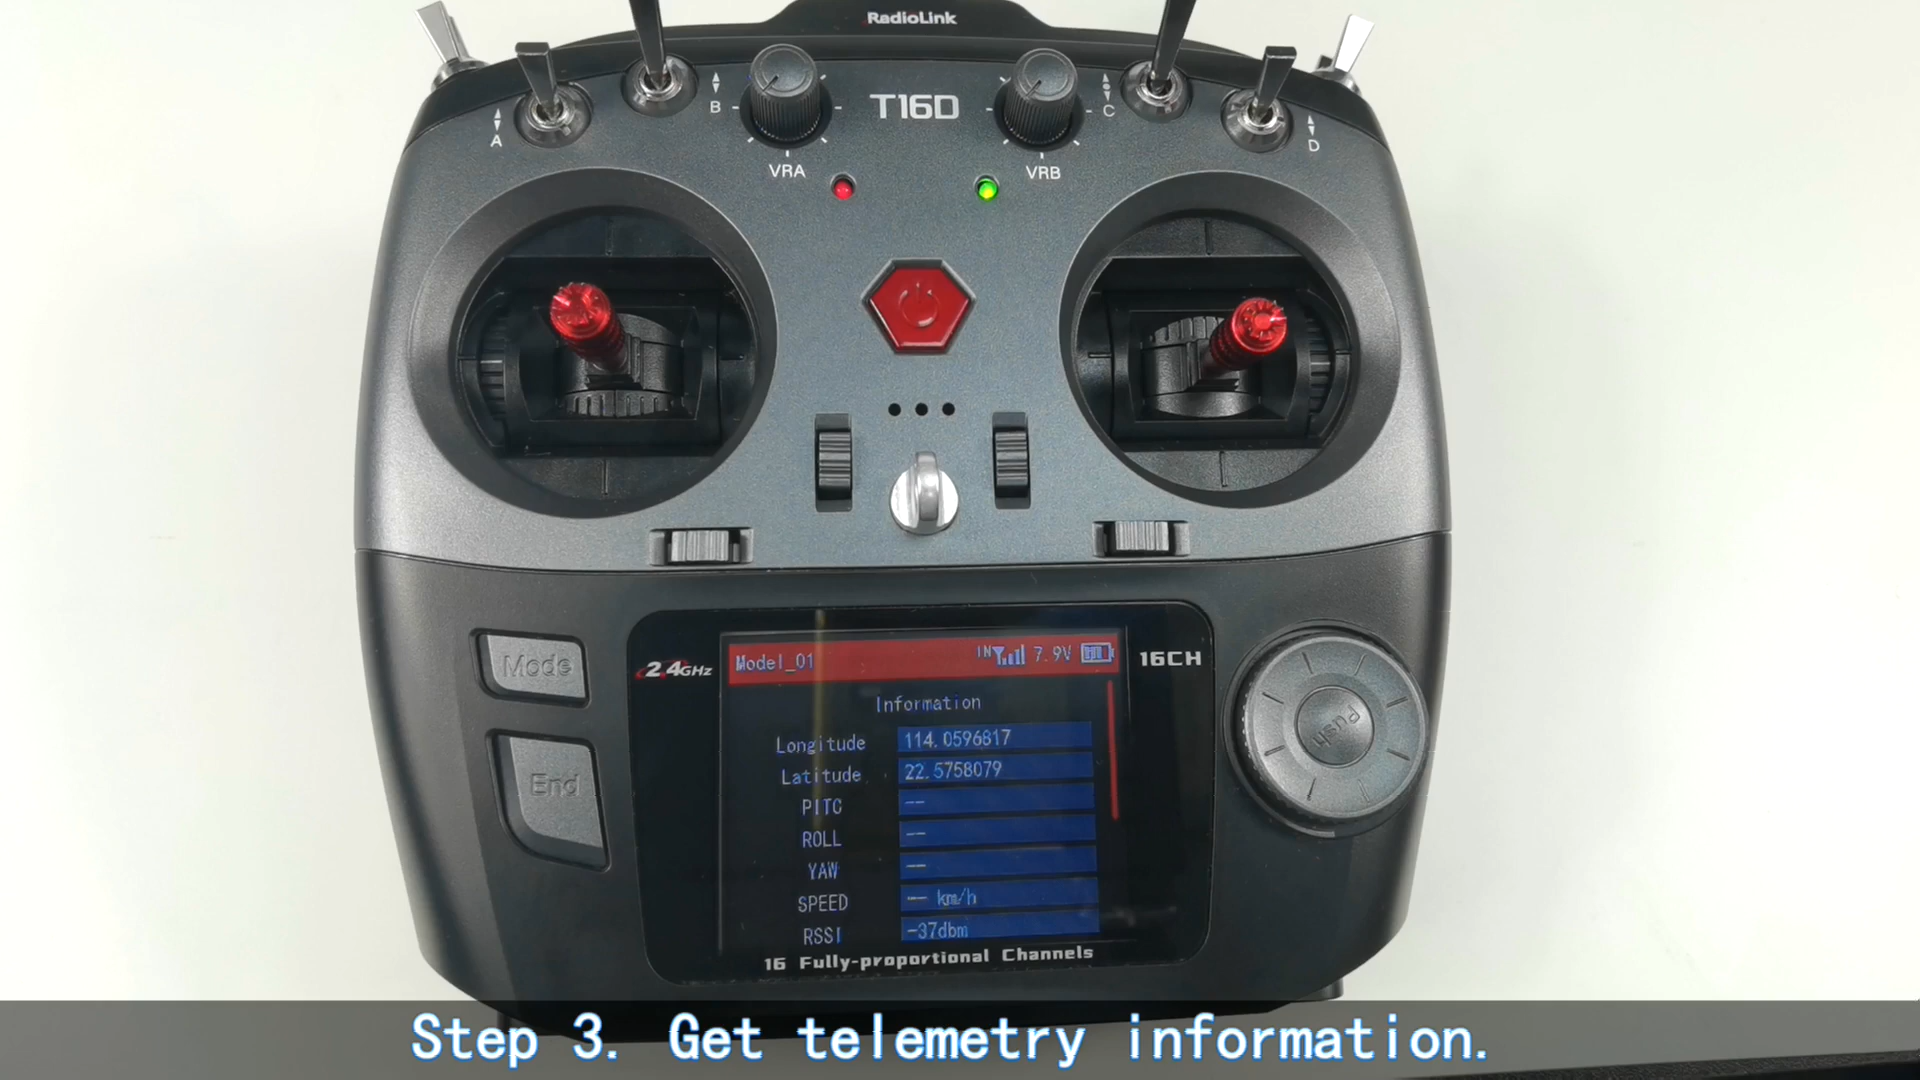 RadioLink
A
B
T16D
C
D
VRA
VRB
Mode
End
Push
2.4GHz
16CH
Model_01
IN
7.9V
Information
Longitude 114.0596817
Latitude 22.5758079
PITC --
ROLL --
YAW --
SPEED -- km/h
RSSI -37dbm
16 Fully-proportional Channels
Step 3. Get telemetry information.